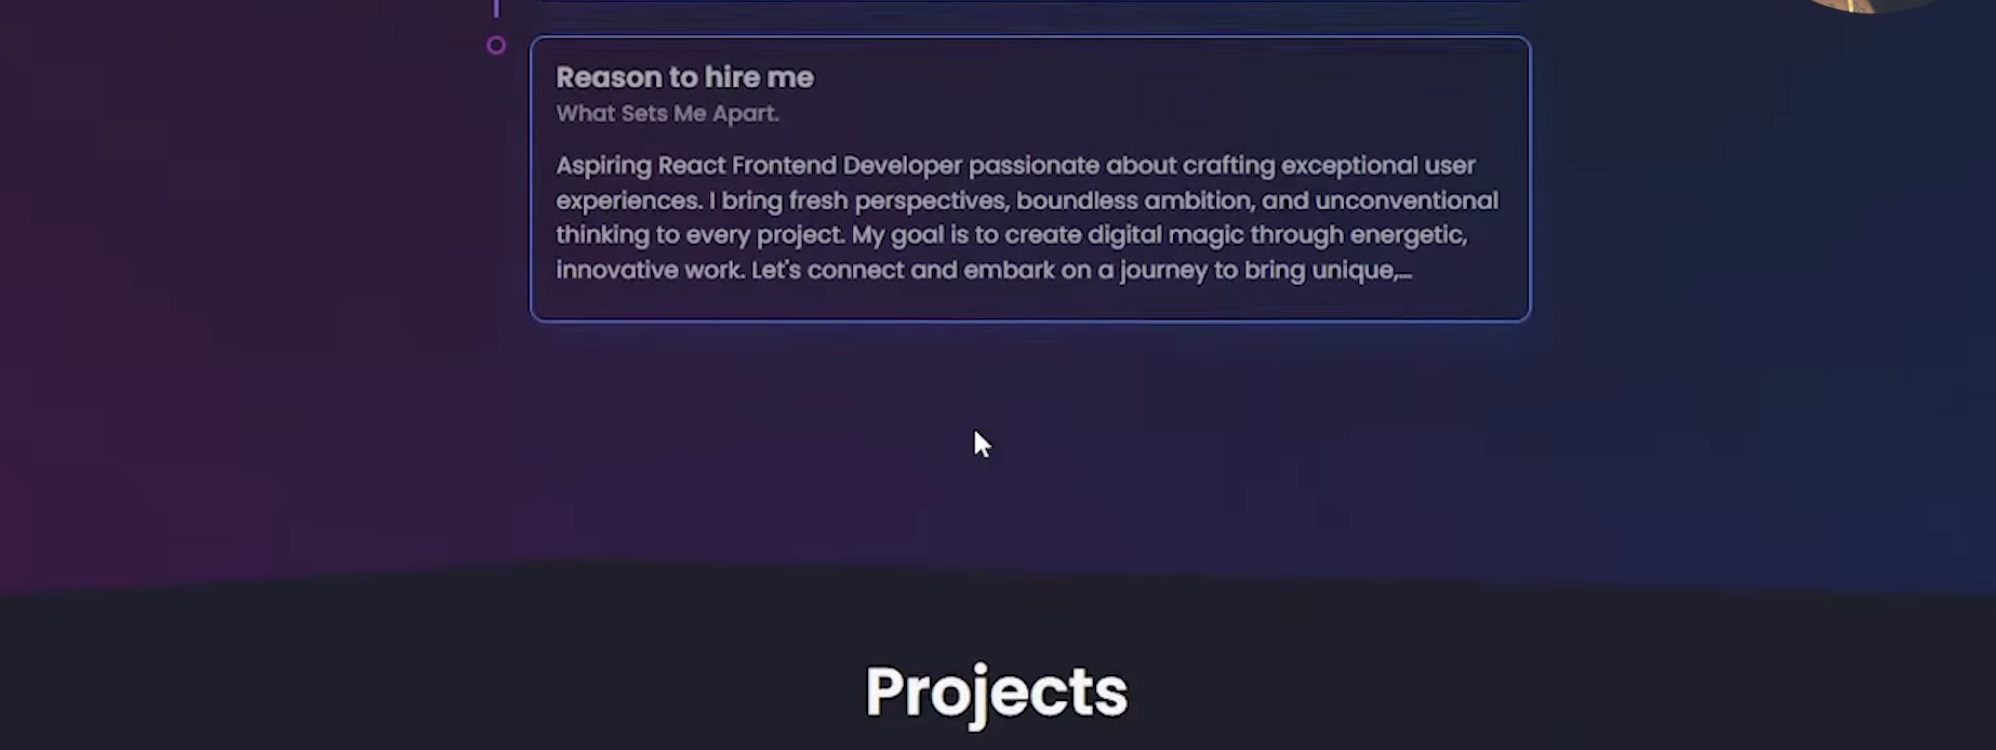 Reason to hire me
What Sets Me Apart.
Aspiring React Frontend Developer passionate about crafting exceptional user
experiences. I bring fresh perspectives, boundless ambition, and unconventional
thinking to every project. My goal is to create digital magic through energetic,
innovative work. Let's connect and embark on a journey to bring unique,...
Projects